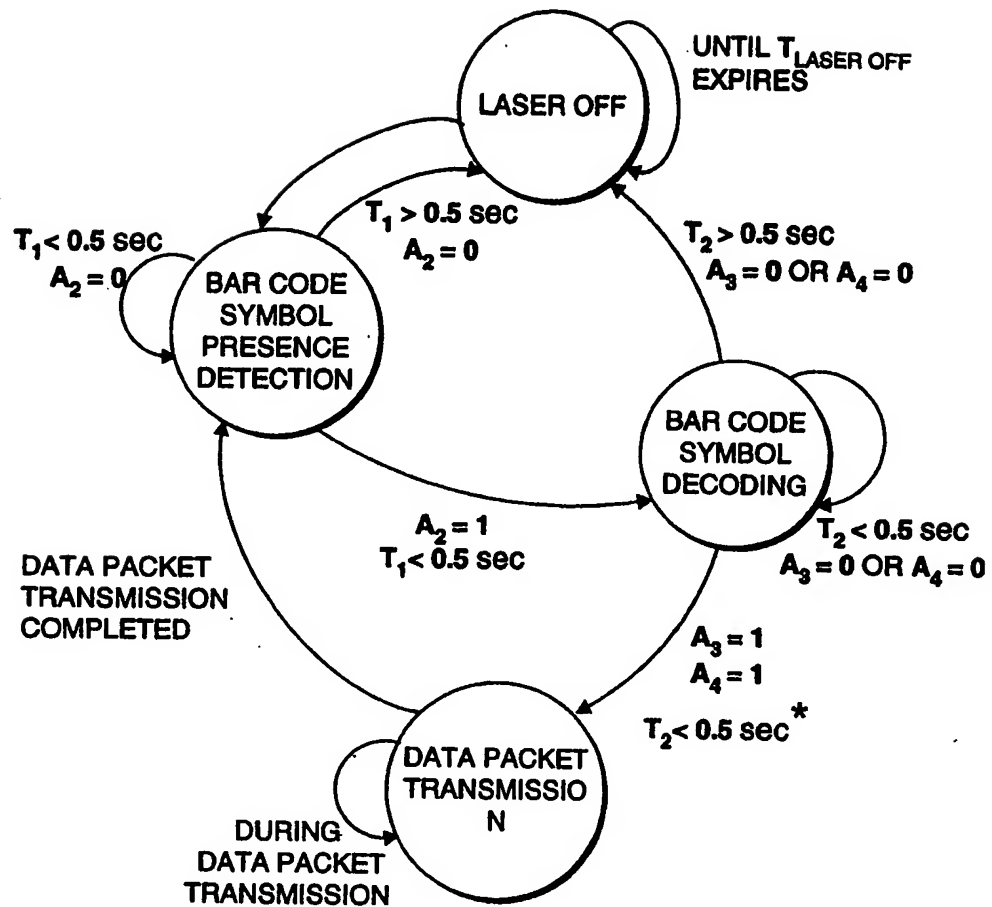 UNTIL T_LASER OFF
EXPIRES
LASER OFF
T₁ > 0.5 sec
A₂ = 0
T₁ < 0.5 sec
A₂ = 0
BAR CODE
SYMBOL
PRESENCE
DETECTION
T₂ > 0.5 sec
A₃ = 0 OR A₄ = 0
BAR CODE
SYMBOL
DECODING
T₂ < 0.5 sec
A₃ = 0 OR A₄ = 0
A₂ = 1
T₁ < 0.5 sec
DATA PACKET
TRANSMISSION
COMPLETED
A₃ = 1
A₄ = 1
T₂ < 0.5 sec*
DATA PACKET
TRANSMISSIO
N
DURING
DATA PACKET
TRANSMISSION